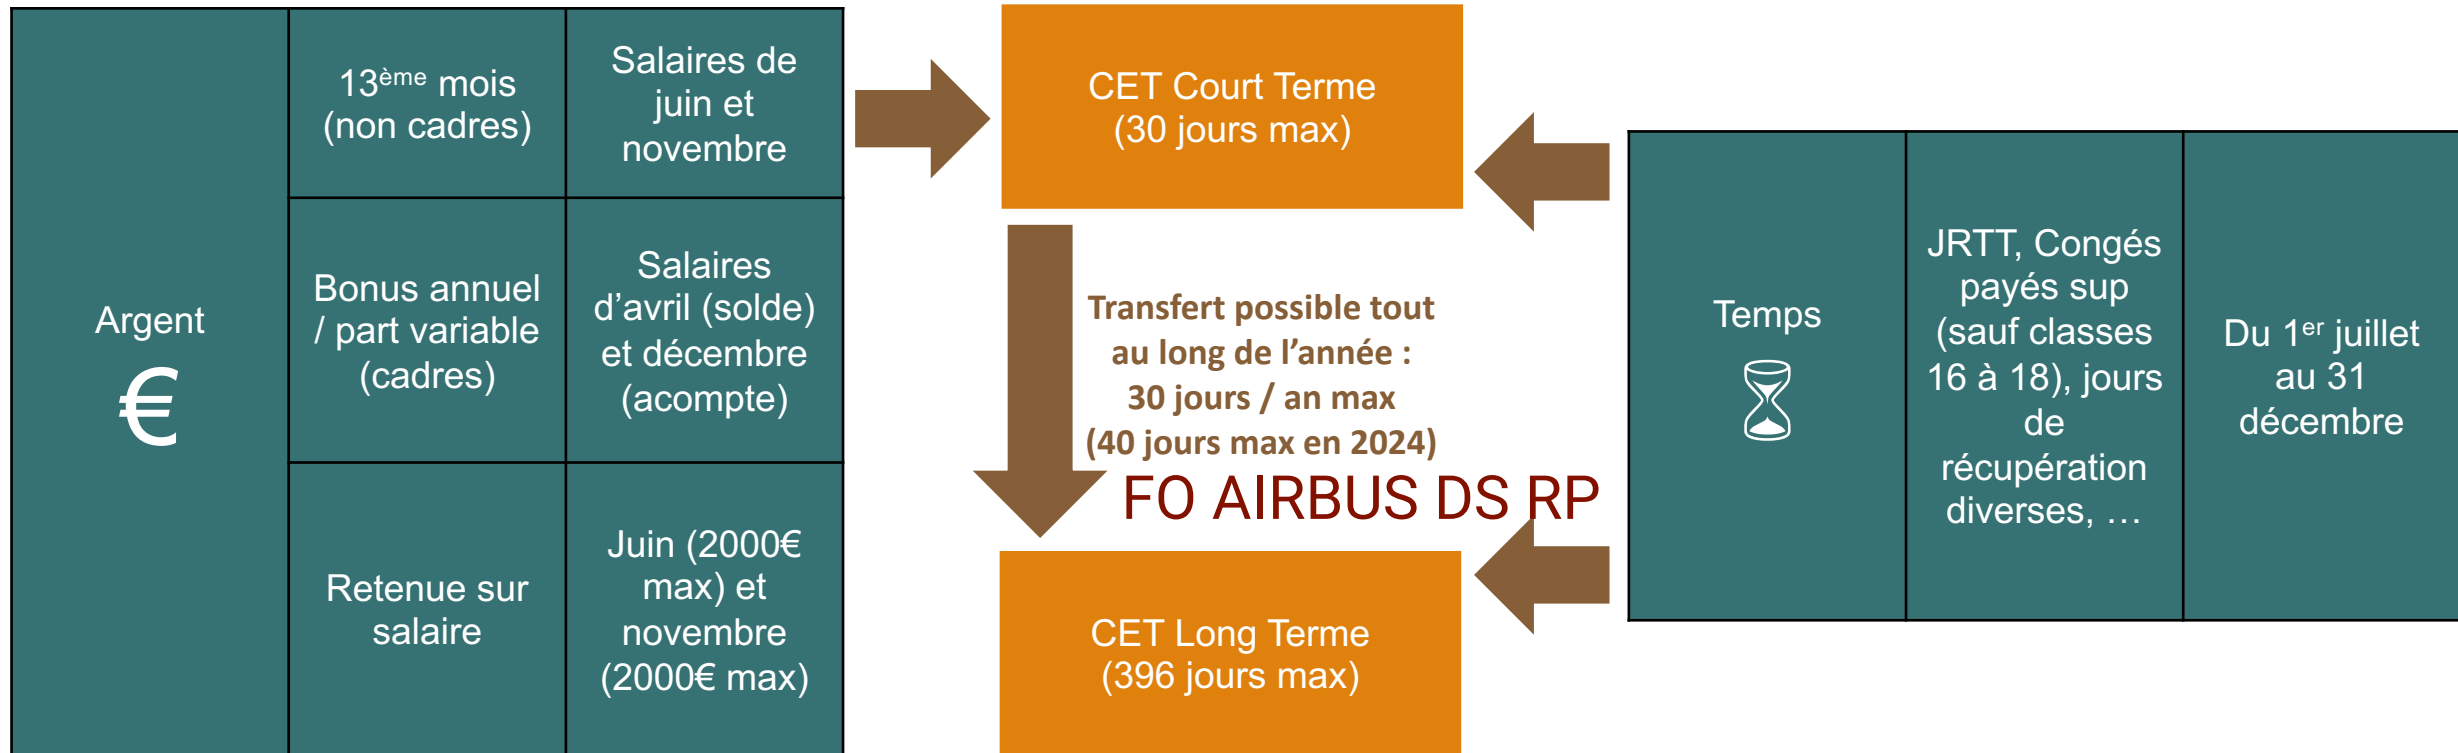 Argent
€
13ème mois
(non cadres)
Salaires de
juin et
novembre
Bonus annuel
/ part variable
(cadres)
Salaires
d’avril (solde)
et décembre
(acompte)
Retenue sur
salaire
Juin (2000€
max) et
novembre
(2000€ max)
CET Court Terme
(30 jours max)
Transfert possible tout
au long de l’année :
30 jours / an max
(40 jours max en 2024)
FO AIRBUS DS RP
CET Long Terme
(396 jours max)
Temps
JRTT, Congés
payés sup
(sauf classes
16 à 18), jours
de
récupération
diverses, …
Du 1er juillet
au 31
décembre